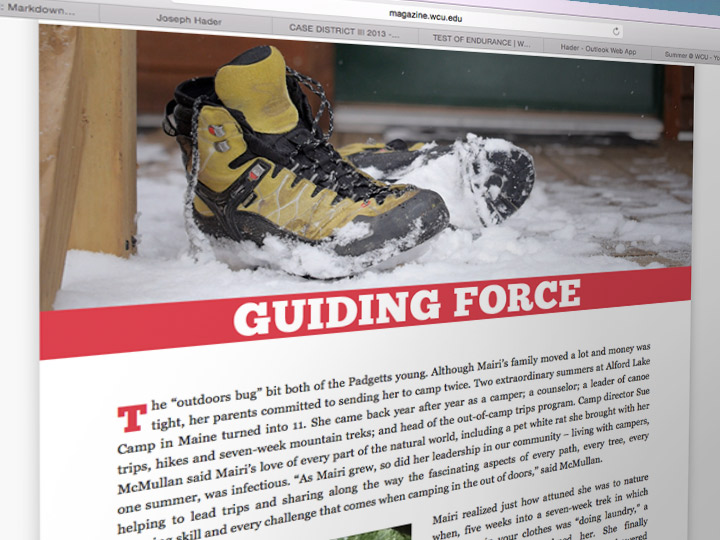 magazine.wcu.edu
: Markdown...
Joseph Hader
CASE DISTRICT III 2013 -...
TEST OF ENDURANCE | W...
Hader - Outlook Web App
Summer @ WCU - Yo
GUIDING FORCE
The “outdoors bug” bit both of the Padgetts young. Although Mairi’s family moved a lot and money was
tight, her parents committed to sending her to camp twice. Two extraordinary summers at Alford Lake
Camp in Maine turned into 11. She came back year after year as a camper; a counselor; a leader of canoe
trips, hikes and seven-week mountain treks; and head of the out-of-camp trips program. Camp director Sue
McMullan said Mairi’s love of every part of the natural world, including a pet white rat she brought with her
one summer, was infectious. “As Mairi grew, so did her leadership in our community – living with campers,
helping to lead trips and sharing along the way the fascinating aspects of every path, every tree, every
skill and every challenge that comes when camping in the out of doors,” said McMullan.
Mairi realized just how attuned she was to nature
when, five weeks into a seven-week trek in which
your clothes was “doing laundry,” a
her. She finally